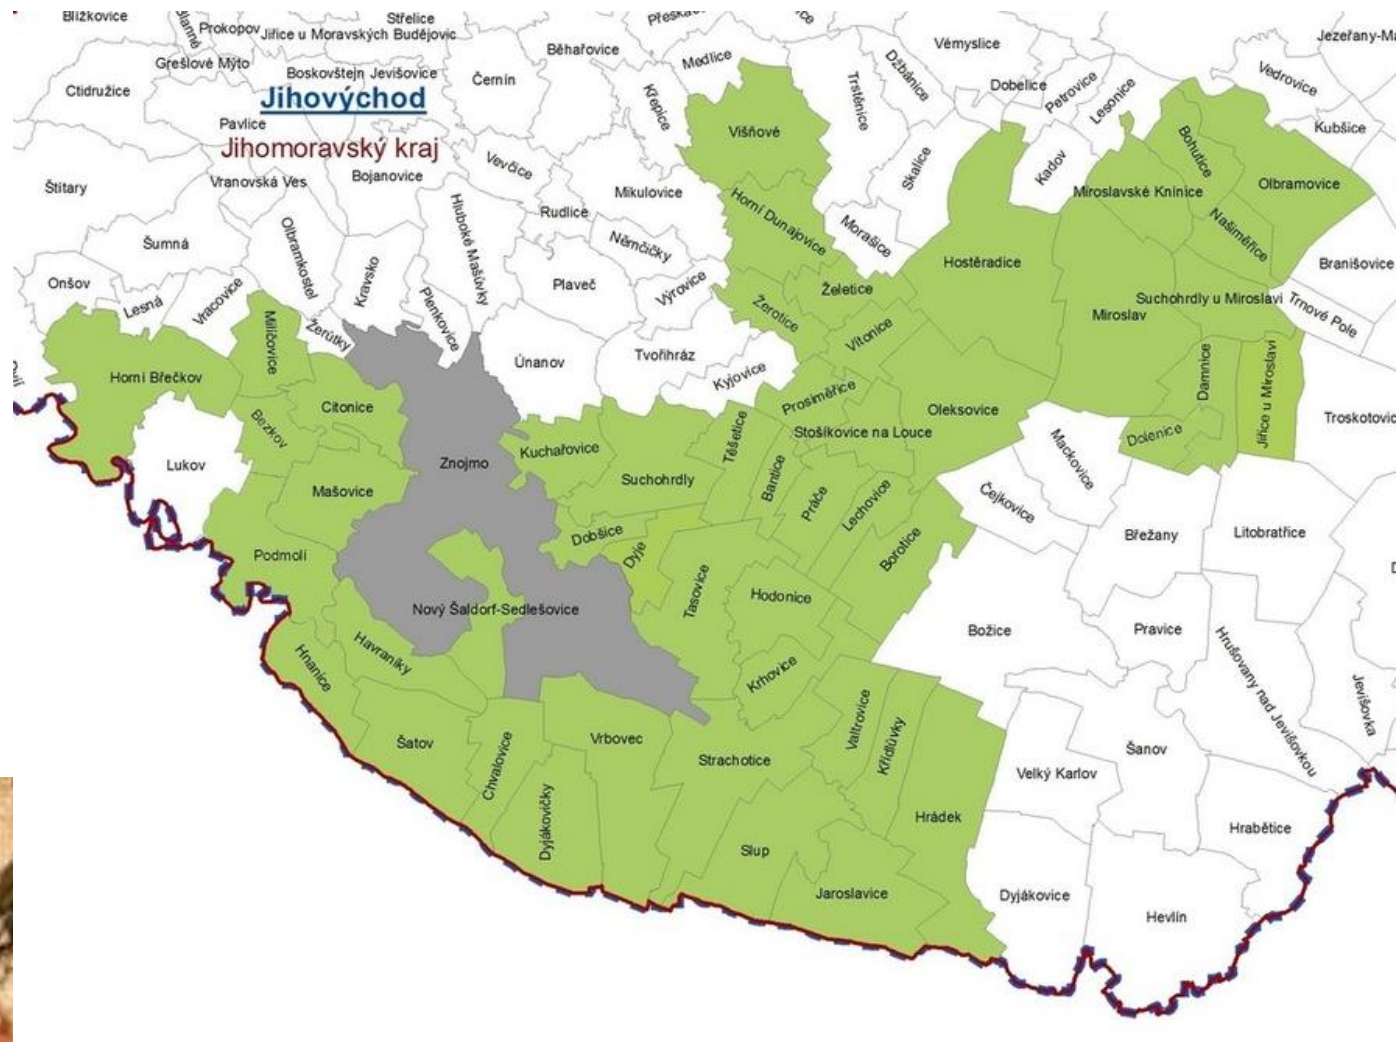 Blížkovice
Prokopov
Střelice
Jiřice u Moravských Budějovic
Přeska
Běhařovice
Vémyslice
Jezeřany-Ma
Grešlové Mýto
Boskovštejn
Jevišovice
Černín
Medlice
Křepice
Trstěnice
Džbánice
Dobelice
Petrovice
Lesonice
Vedrovice
Ctidružice
Jihovýchod
Pavlice
Jihomoravský kraj
Kubšice
Višňové
Bohutice
Štítary
Vranovská Ves
Bojanovice
Vevčice
Mikulovice
Skalice
Kadov
Miroslavské Knínice
Olbramovice
Rudlice
Horní Dunajovice
Morašice
Našiměřice
Šumná
Olbramkostel
Hluboké Mašůvky
Němčičky
Hostěradice
Branišovice
Onšov
Lesná
Vracovice
Kravsko
Plenkovice
Plaveč
Výrovice
Želetice
Suchohrdly u Miroslavi
Trnové Pole
Milíčovice
Žerůtky
Žerotice
Vítonice
Miroslav
Únanov
Tvořihráz
Kyjovice
Damnice
Jiřice u Miroslavi
Horní Břečkov
Citonice
Prosiměřice
Oleksovice
Troskotovic
Bezkov
Stošíkovice na Louce
Dolenice
Lukov
Znojmo
Kuchařovice
Těšetice
Mackovice
Mašovice
Suchohrdly
Bantice
Práče
Lechovice
Čejkovice
Dobšice
Břežany
Litobratřice
Podmolí
Dyje
Borotice
Tasovice
Hodonice
Nový Šaldorf-Sedlešovice
Božice
Pravice
Hnanice
Havraníky
Krhovice
Hrušovany nad Jevišovkou
Jevišovka
Šatov
Chvalovice
Vrbovec
Strachotice
Valtrovice
Křídlůvky
Velký Karlov
Šanov
Dyjákovičky
Hrádek
Hrabětice
Slup
Jaroslavice
Dyjákovice
Hevlín